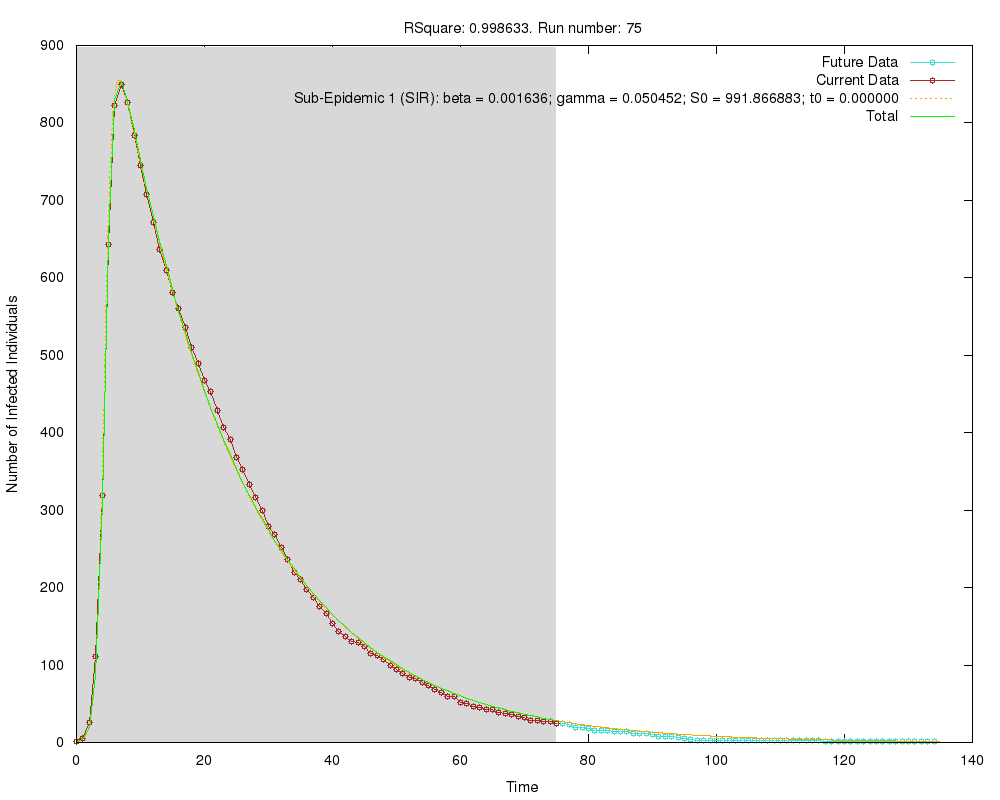 RSquare: 0.998633. Run number: 75
Future Data
Current Data
Sub-Epidemic 1 (SIR): beta = 0.001636; gamma = 0.050452; S0 = 991.866883; t0 = 0.000000
Total
900
800
700
600
500
400
300
200
100
0
Number of Infected Individuals
0 20 40 60 80 100 120 140
Time